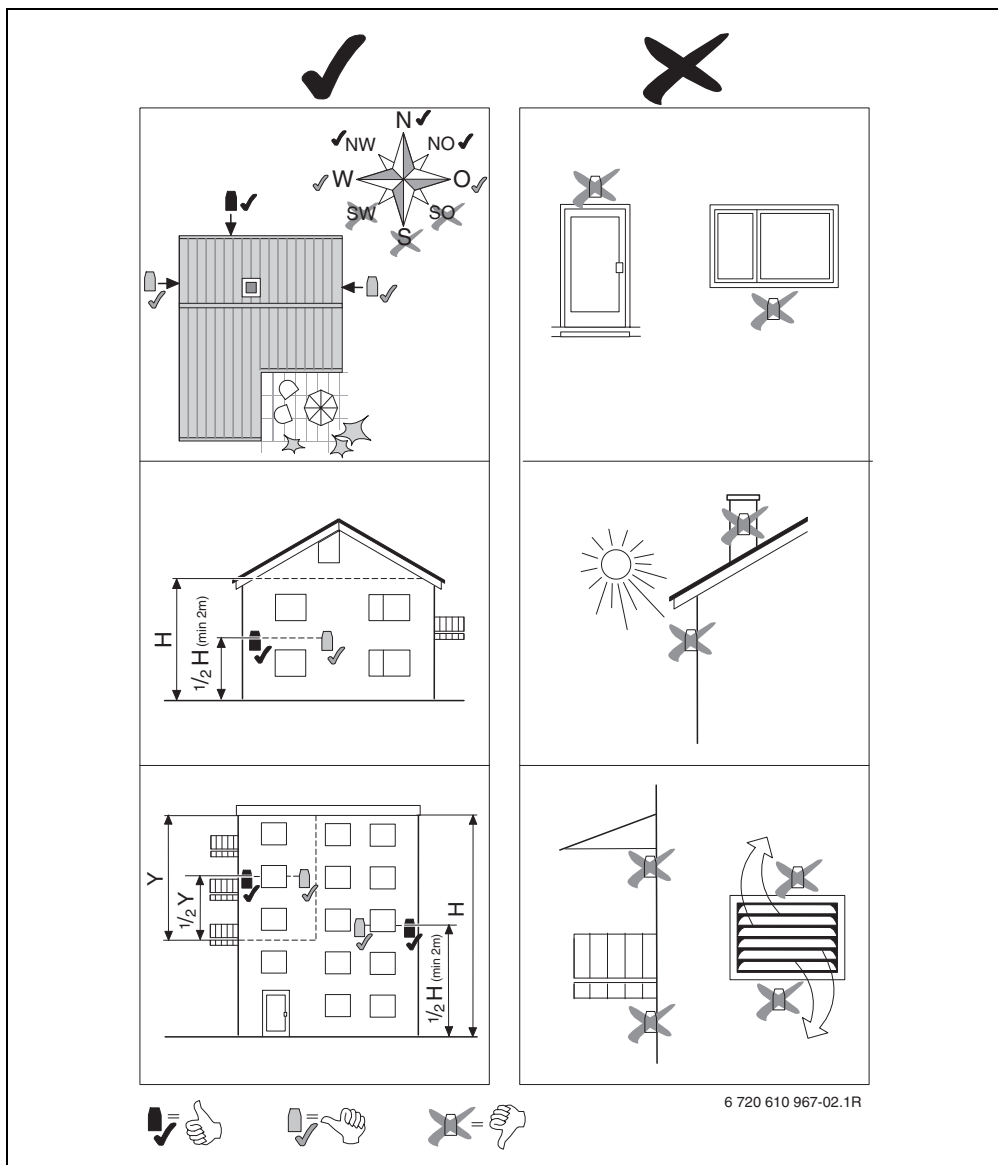 N
NW
NO
W
O
SW
SO
S
H
1/2 H (min 2m)
Y
1/2 Y
H
1/2 H (min 2m)
6 720 610 967-02.1R
=
=
=